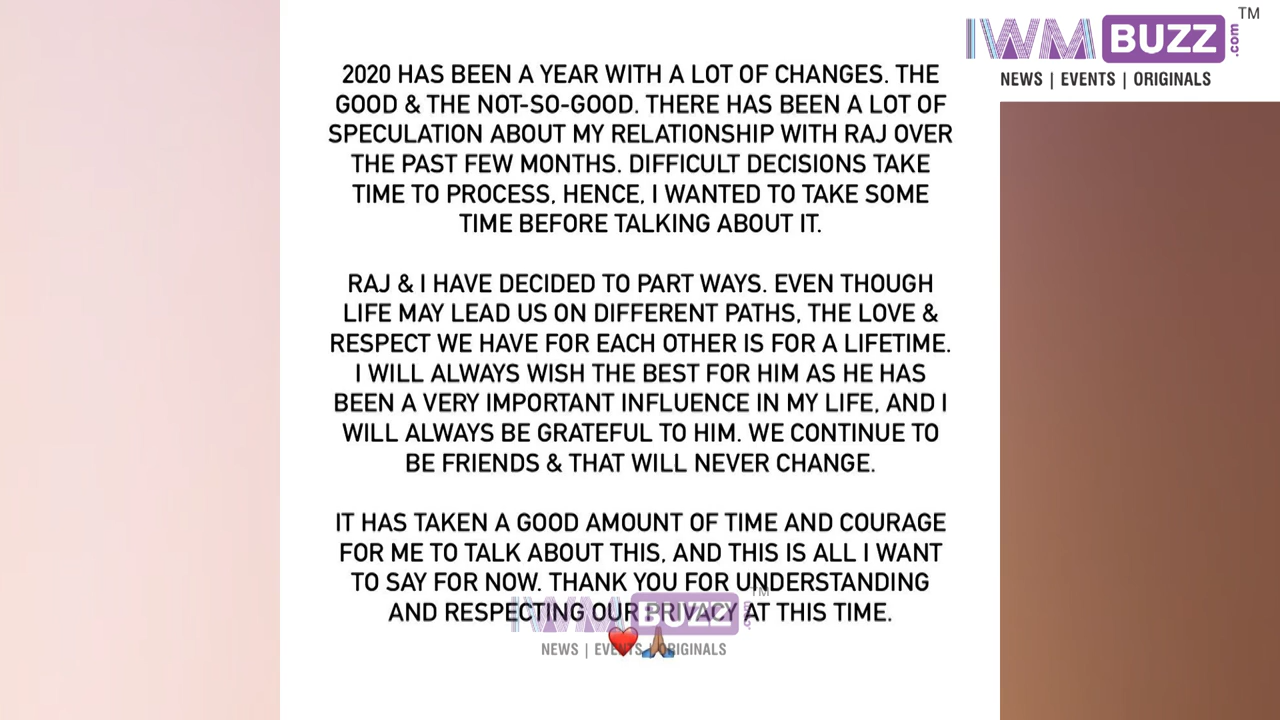 IWMBUZZ.com TM
NEWS | EVENTS | ORIGINALS
2020 HAS BEEN A YEAR WITH A LOT OF CHANGES. THE
GOOD & THE NOT-SO-GOOD. THERE HAS BEEN A LOT OF
SPECULATION ABOUT MY RELATIONSHIP WITH RAJ OVER
THE PAST FEW MONTHS. DIFFICULT DECISIONS TAKE
TIME TO PROCESS, HENCE, I WANTED TO TAKE SOME
TIME BEFORE TALKING ABOUT IT.
RAJ & I HAVE DECIDED TO PART WAYS. EVEN THOUGH
LIFE MAY LEAD US ON DIFFERENT PATHS, THE LOVE &
RESPECT WE HAVE FOR EACH OTHER IS FOR A LIFETIME.
I WILL ALWAYS WISH THE BEST FOR HIM AS HE HAS
BEEN A VERY IMPORTANT INFLUENCE IN MY LIFE, AND I
WILL ALWAYS BE GRATEFUL TO HIM. WE CONTINUE TO
BE FRIENDS & THAT WILL NEVER CHANGE.
IT HAS TAKEN A GOOD AMOUNT OF TIME AND COURAGE
FOR ME TO TALK ABOUT THIS, AND THIS IS ALL I WANT
TO SAY FOR NOW. THANK YOU FOR UNDERSTANDING
AND RESPECTING OUR PRIVACY AT THIS TIME.
IWMBUZZ.com TM
NEWS | EVENTS | ORIGINALS